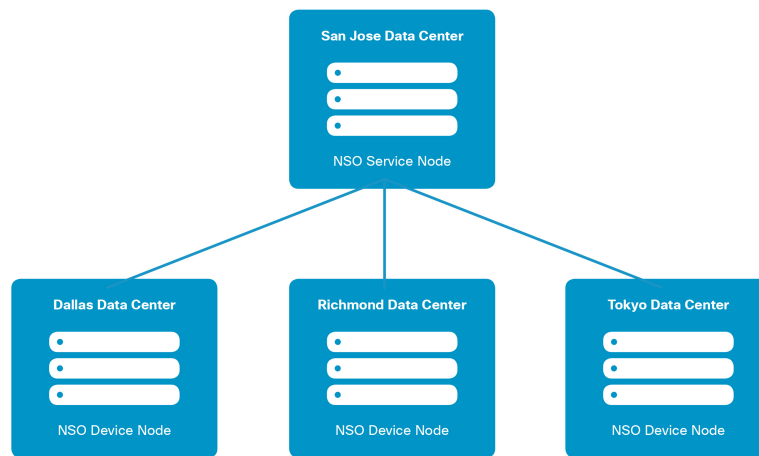 San Jose Data Center
NSO Service Node
Dallas Data Center
Richmond Data Center
Tokyo Data Center
NSO Device Node
NSO Device Node
NSO Device Node